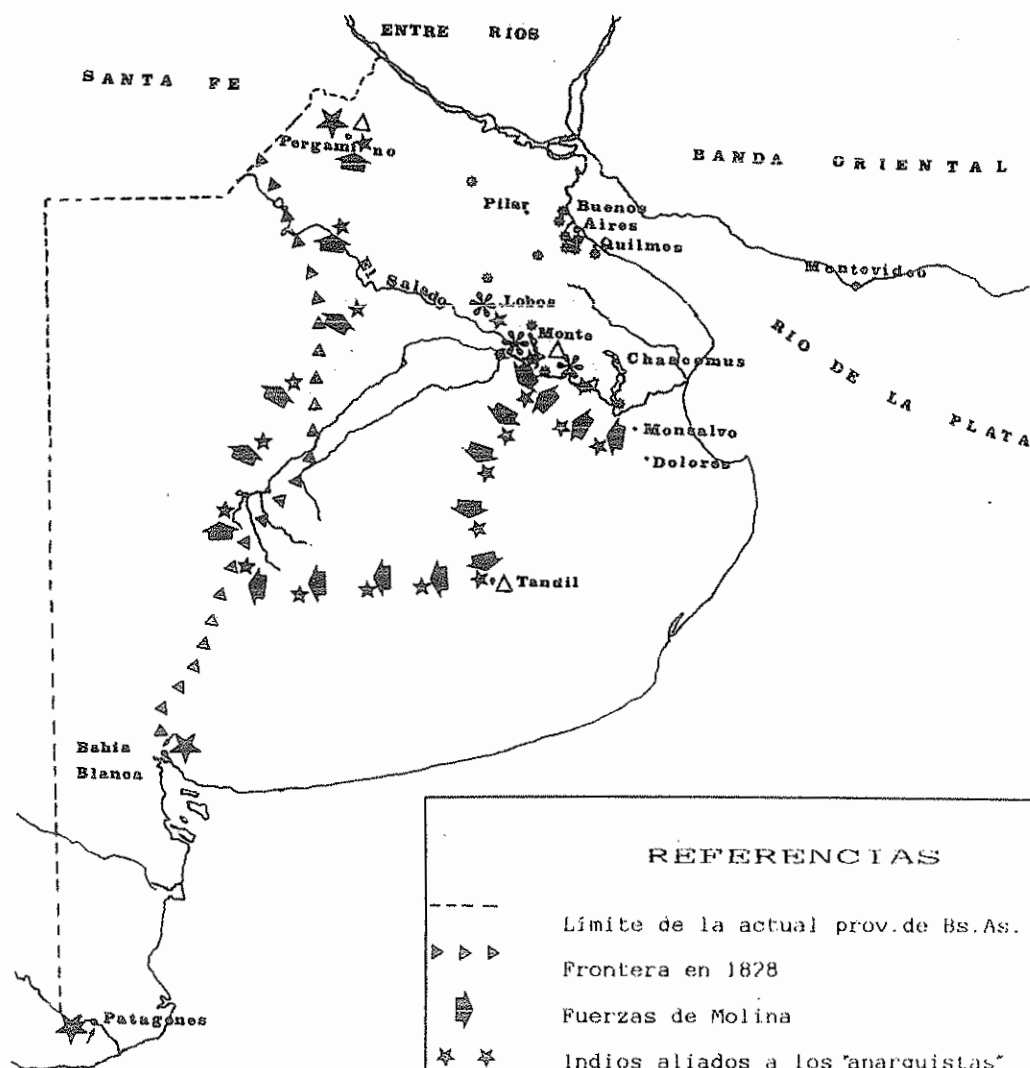 ENTRE RIOS
SANTA FE
Pergamino
BANDA ORIENTAL
Pilar
Buenos
Aires
Quilmes
Montevideo
El Salado
Lobos
Monte
Chascomus
RIO DE LA PLATA
Monsalvo
Dolores
Tandil
Bahia
Blanca
Patagones
REFERENCIAS
Límite de la actual prov.de Bs.As.
Frontera en 1828
Fuerzas de Molina
Indios aliados a los "anarquistas"